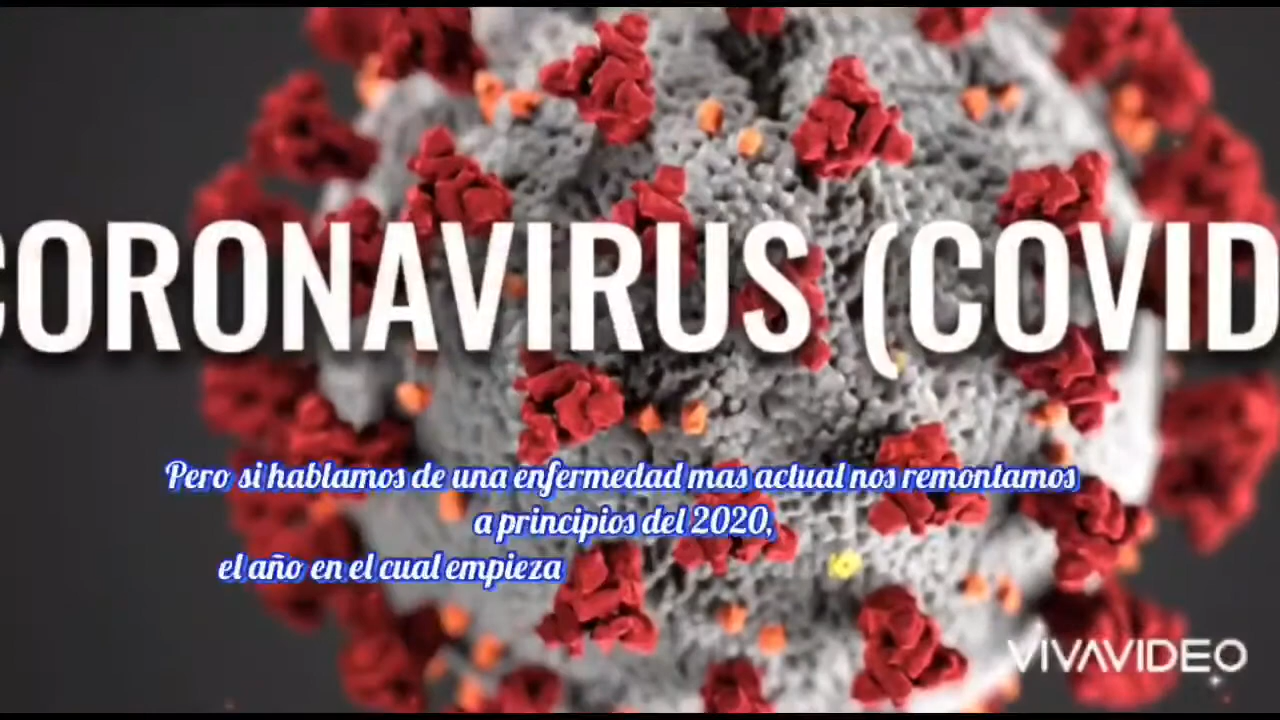 CORONAVIRUS (COVID
Pero si hablamos de una enfermedad mas actual nos remontamos
a principios del 2020,
el año en el cual empieza
VIVAVIDEO